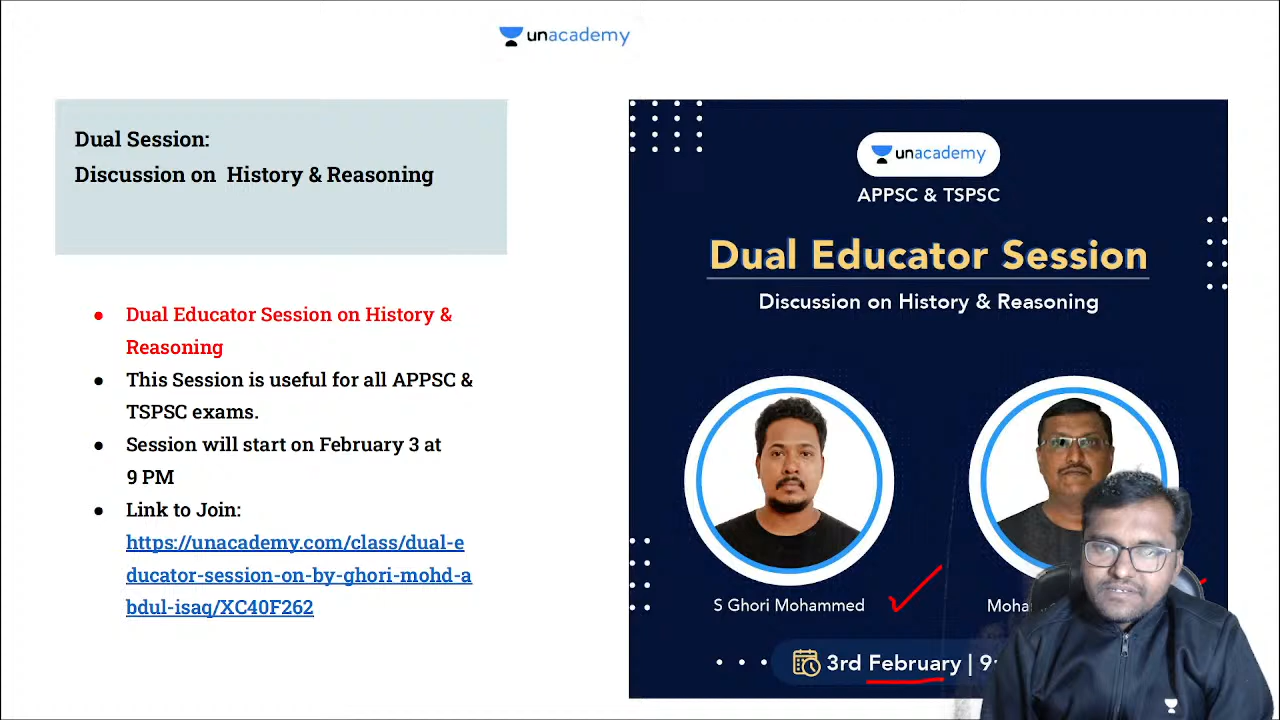 unacademy
Dual Session:
Discussion on History & Reasoning
● Dual Educator Session on History &
Reasoning
● This Session is useful for all APPSC &
TSPSC exams.
● Session will start on February 3 at
9 PM
● Link to Join:
https://unacademy.com/class/dual-e
ducator-session-on-by-ghori-mohd-a
bdul-isaq/XC40F262
unacademy
APPSC & TSPSC
Dual Educator Session
Discussion on History & Reasoning
S Ghori Mohammed
3rd February | 9